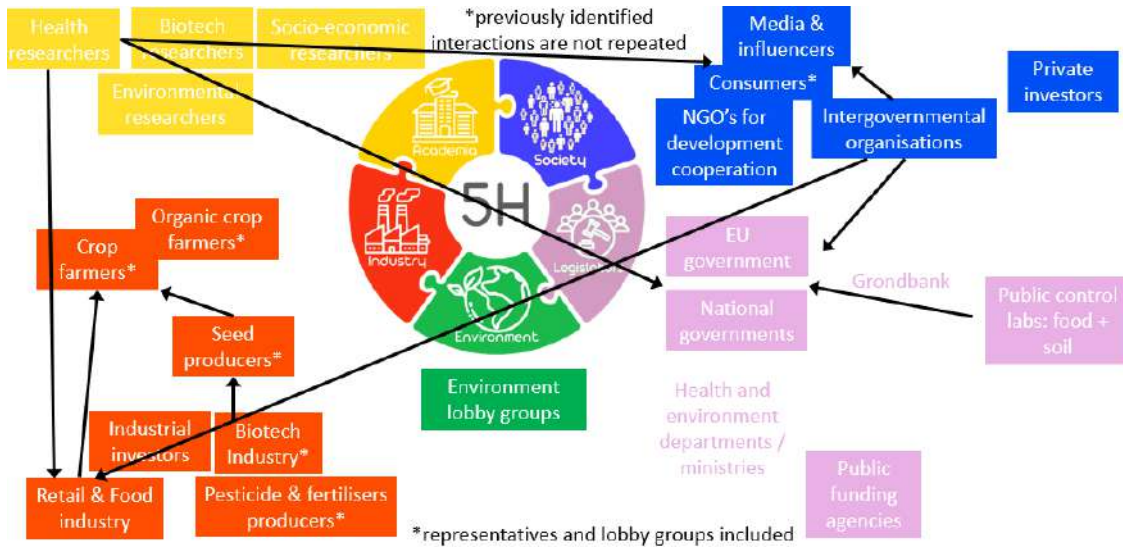 Health
researchers
Biotech
researchers
Socio-economic
researchers
Environmental
researchers
*previously identified
interactions are not repeated
Media &
influencers
Consumers*
NGO's for
development
cooperation
Intergovernmental
organisations
Private
investors
Academia
Society
5H
Industry
Legislators
Environment
Organic crop
farmers*
Crop
farmers*
Seed
producers*
Industrial
investors
Biotech
Industry*
Retail & Food
industry
Pesticide & fertilisers
producers*
Environment
lobby groups
EU
government
National
governments
Grondbank
Public control
labs: food +
soil
Health and
environment
departments /
ministries
Public
funding
agencies
*representatives and lobby groups included